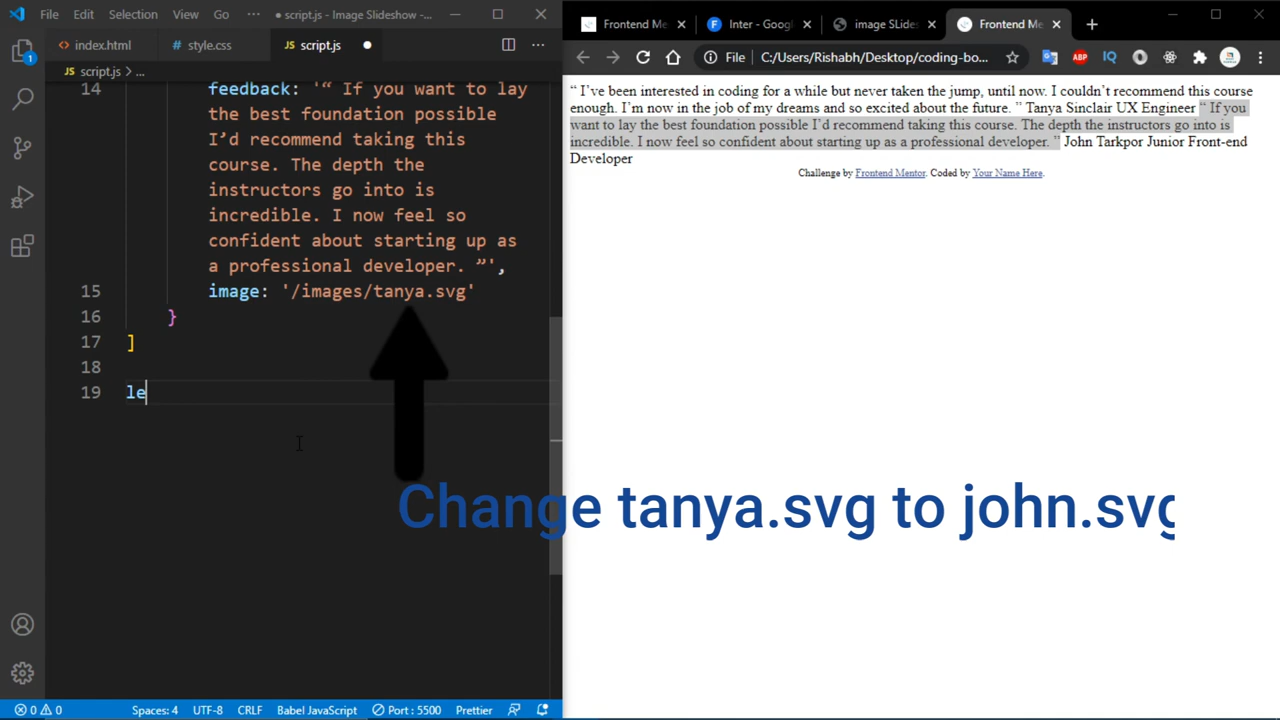 File Edit Selection View Go ··· ● script.js - Image Slideshow -...
index.html style.css JS script.js ● ···
JS script.js > ...
14 feedback: '“ If you want to lay
the best foundation possible
I’d recommend taking this
course. The depth the
instructors go into is
incredible. I now feel so
confident about starting up as
a professional developer. ”',
15 image: '/images/tanya.svg'
16 }
17 ]
18
19 le
1
Change tanya.svg to john.svg
0 0 Spaces: 4 UTF-8 CRLF Babel JavaScript Port : 5500 Prettier
Frontend Me Inter - Googl image SLides Frontend Me
File C:/Users/Rishabh/Desktop/coding-bo... ABP IQ
“ I’ve been interested in coding for a while but never taken the jump, until now. I couldn’t recommend this course
enough. I’m now in the job of my dreams and so excited about the future. ” Tanya Sinclair UX Engineer “ If you
want to lay the best foundation possible I’d recommend taking this course. The depth the instructors go into is
incredible. I now feel so confident about starting up as a professional developer. ” John Tarkpor Junior Front-end
Developer
Challenge by Frontend Mentor. Coded by Your Name Here.